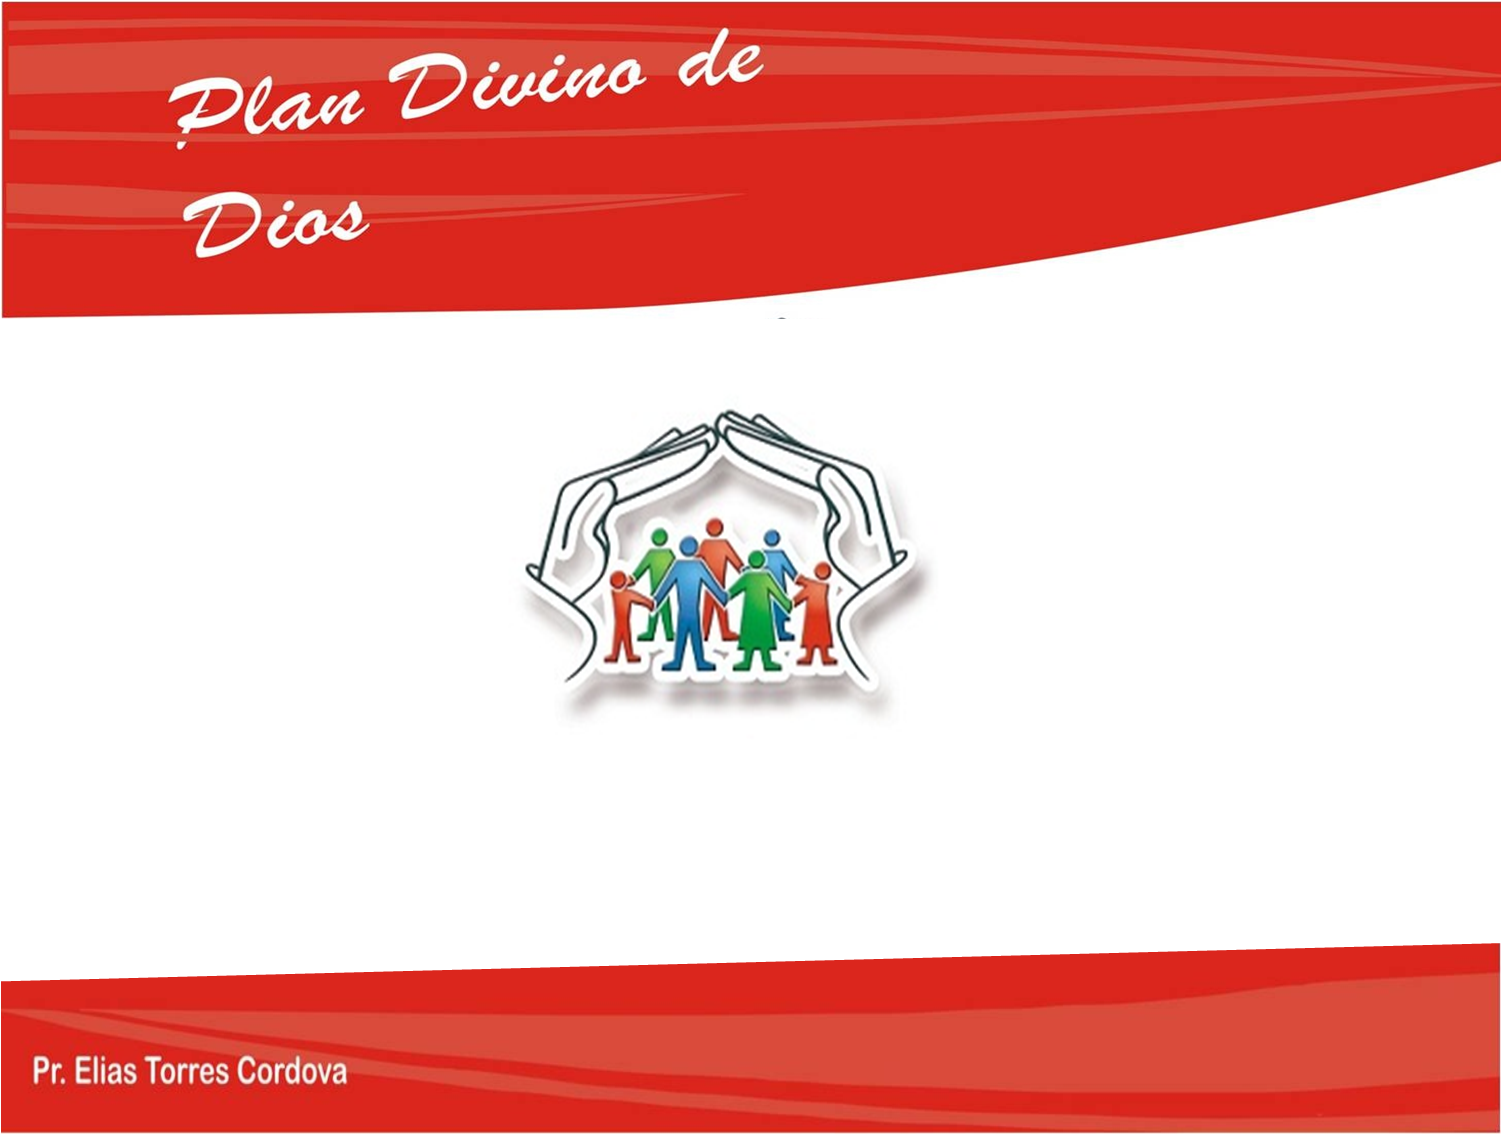 Plan Divino de
Dios
Pr. Elias Torres Cordova